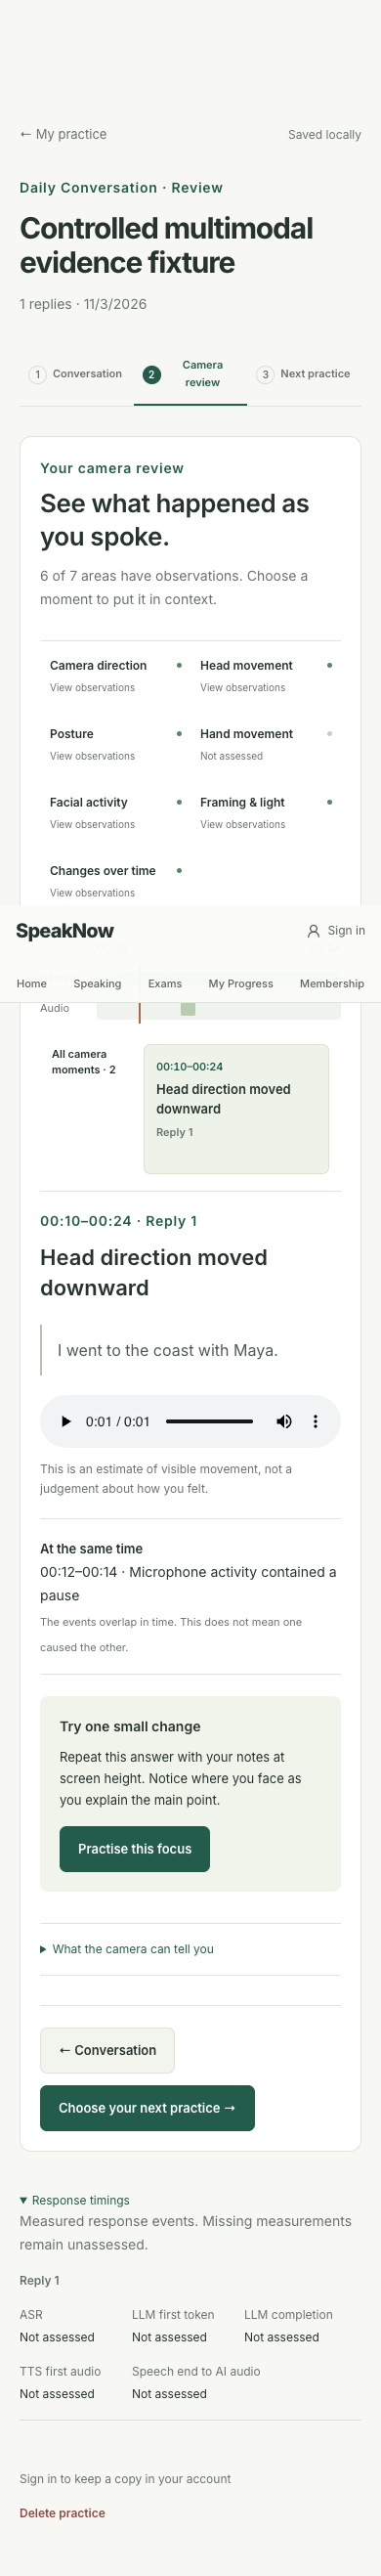 ← My practice
Saved locally
Daily Conversation · Review
Controlled multimodal
evidence fixture
1 replies · 11/3/2026
1 Conversation
2 Camera
review
3 Next practice
Your camera review
See what happened as
you spoke.
6 of 7 areas have observations. Choose a
moment to put it in context.
Camera direction
View observations
Head movement
View observations
Posture
View observations
Hand movement
Not assessed
Facial activity
View observations
Framing & light
View observations
Changes over time
View observations
SpeakNow
Sign in
Home Speaking Exams My Progress Membership
Audio
All camera
moments · 2
00:10–00:24
Head direction moved
downward
Reply 1
00:10–00:24 · Reply 1
Head direction moved
downward
I went to the coast with Maya.
0:01 / 0:01
This is an estimate of visible movement, not a
judgement about how you felt.
At the same time
00:12–00:14 · Microphone activity contained a
pause
The events overlap in time. This does not mean one
caused the other.
Try one small change
Repeat this answer with your notes at
screen height. Notice where you face as
you explain the main point.
Practise this focus
What the camera can tell you
← Conversation
Choose your next practice →
Response timings
Measured response events. Missing measurements
remain unassessed.
Reply 1
ASR
Not assessed
LLM first token
Not assessed
LLM completion
Not assessed
TTS first audio
Not assessed
Speech end to AI audio
Not assessed
Sign in to keep a copy in your account
Delete practice